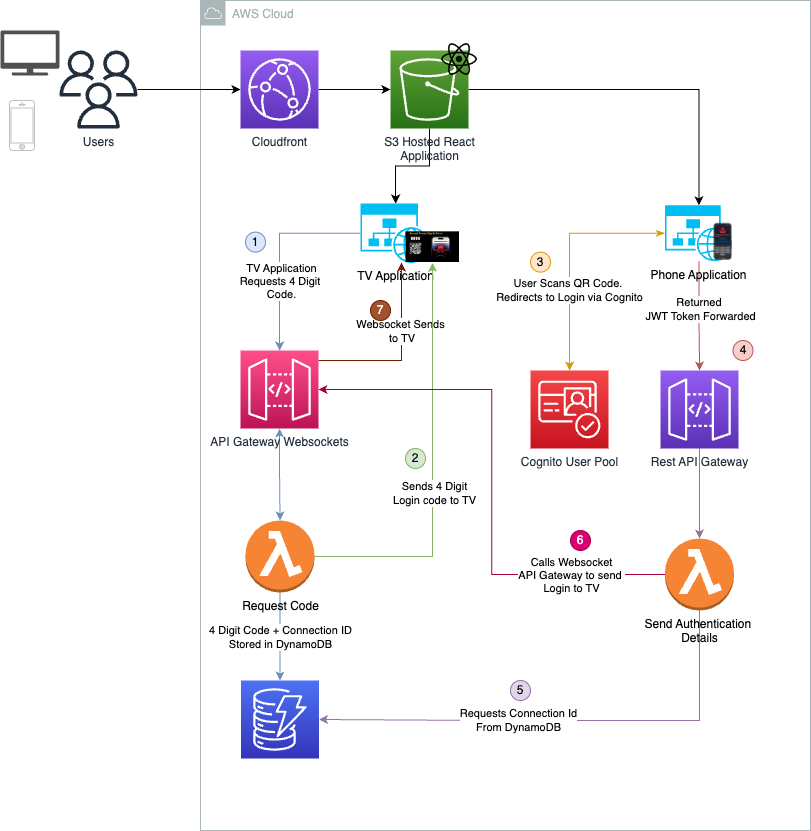 AWS Cloud
Users
Cloudfront
S3 Hosted React
Application
1
TV Application
Requests 4 Digit
Code.
TV Application
3
User Scans QR Code.
Redirects to Login via Cognito
Phone Application
Returned
JWT Token Forwarded
7
Websocket Sends
to TV
4
API Gateway Websockets
Cognito User Pool
Rest API Gateway
2
Sends 4 Digit
Login code to TV
6
Calls Websocket
API Gateway to send
Login to TV
Request Code
Send Authentication
Details
4 Digit Code + Connection ID
Stored in DynamoDB
5
Requests Connection Id
From DynamoDB